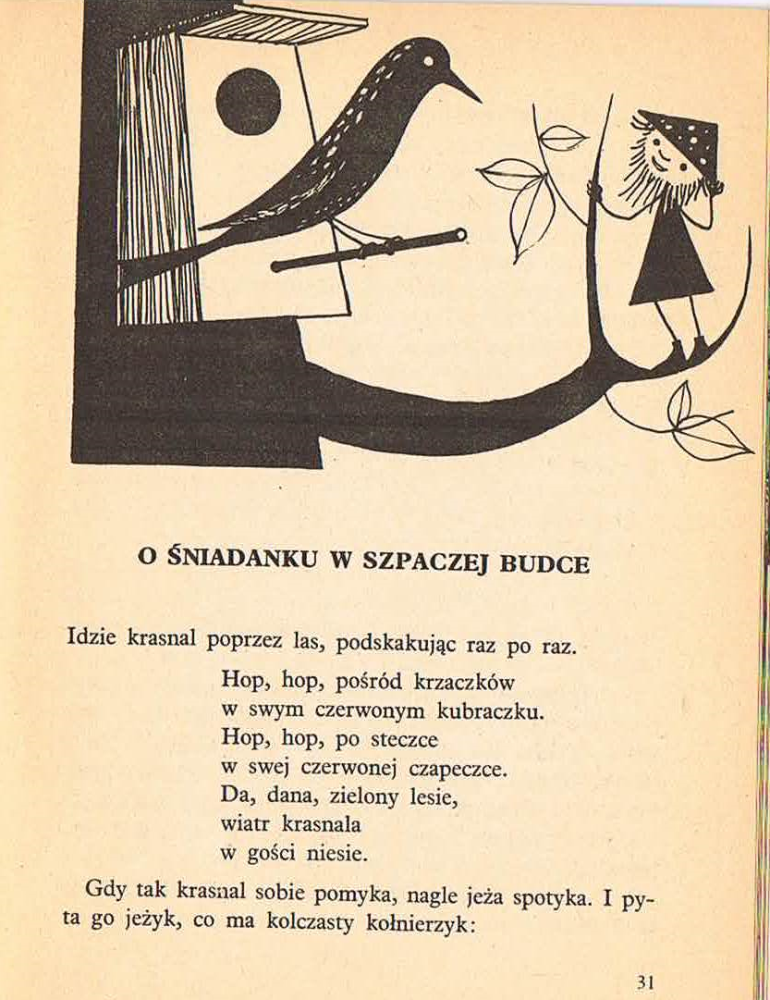 O ŚNIADANKU W SZPACZEJ BUDCE
Idzie krasnal poprzez las, podskakując raz po raz.
Hop, hop, pośród krzaczków
w swym czerwonym kubraczku.
Hop, hop, po steczce
w swej czerwonej czapeczce.
Da, dana, zielony lesie,
wiatr krasnala
w gości niesie.
Gdy tak krasnal sobie pomyka, nagle jeża spotyka. I py-
ta go jeżyk, co ma kolczasty kołnierzyk:
31